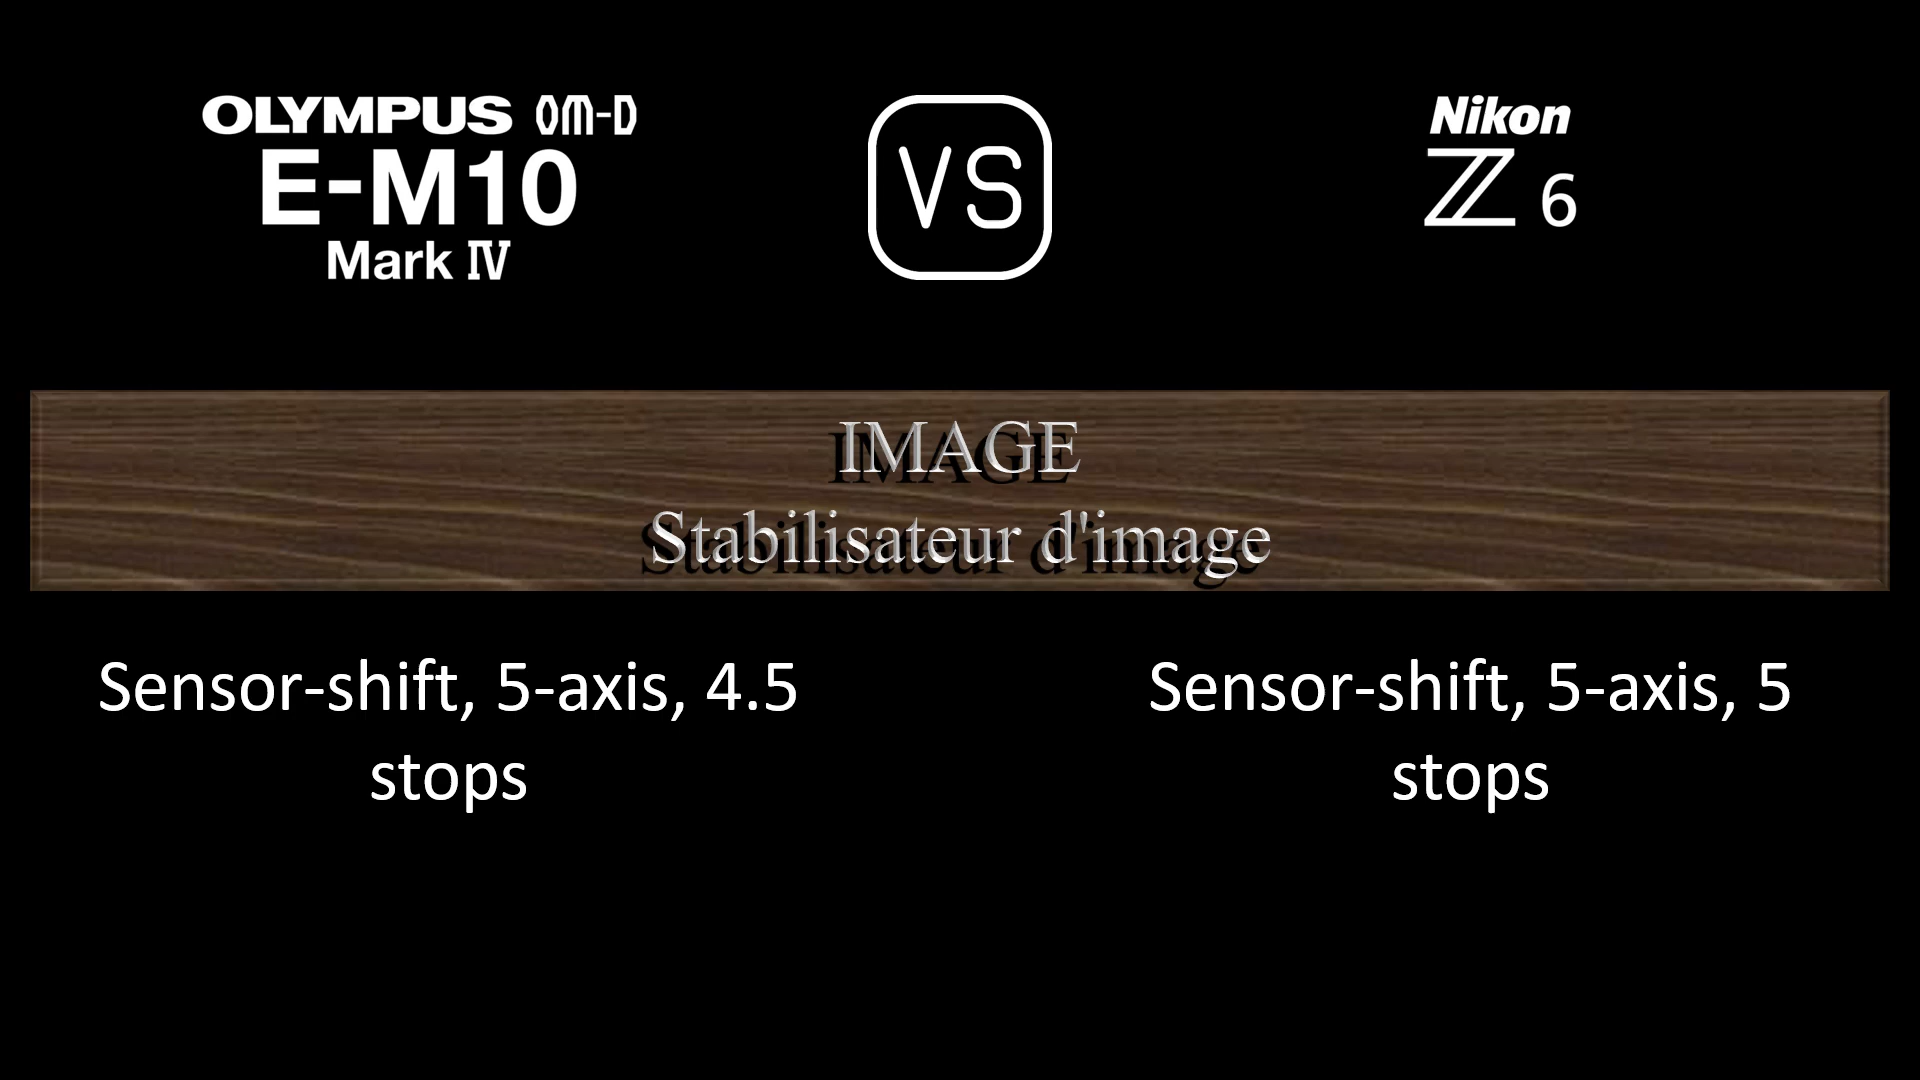 OLYMPUS OM-D
E-M10
Mark IV
VS
Nikon
Z 6
IMAGE
Stabilisateur d'image
Sensor-shift, 5-axis, 4.5
stops
Sensor-shift, 5-axis, 5
stops